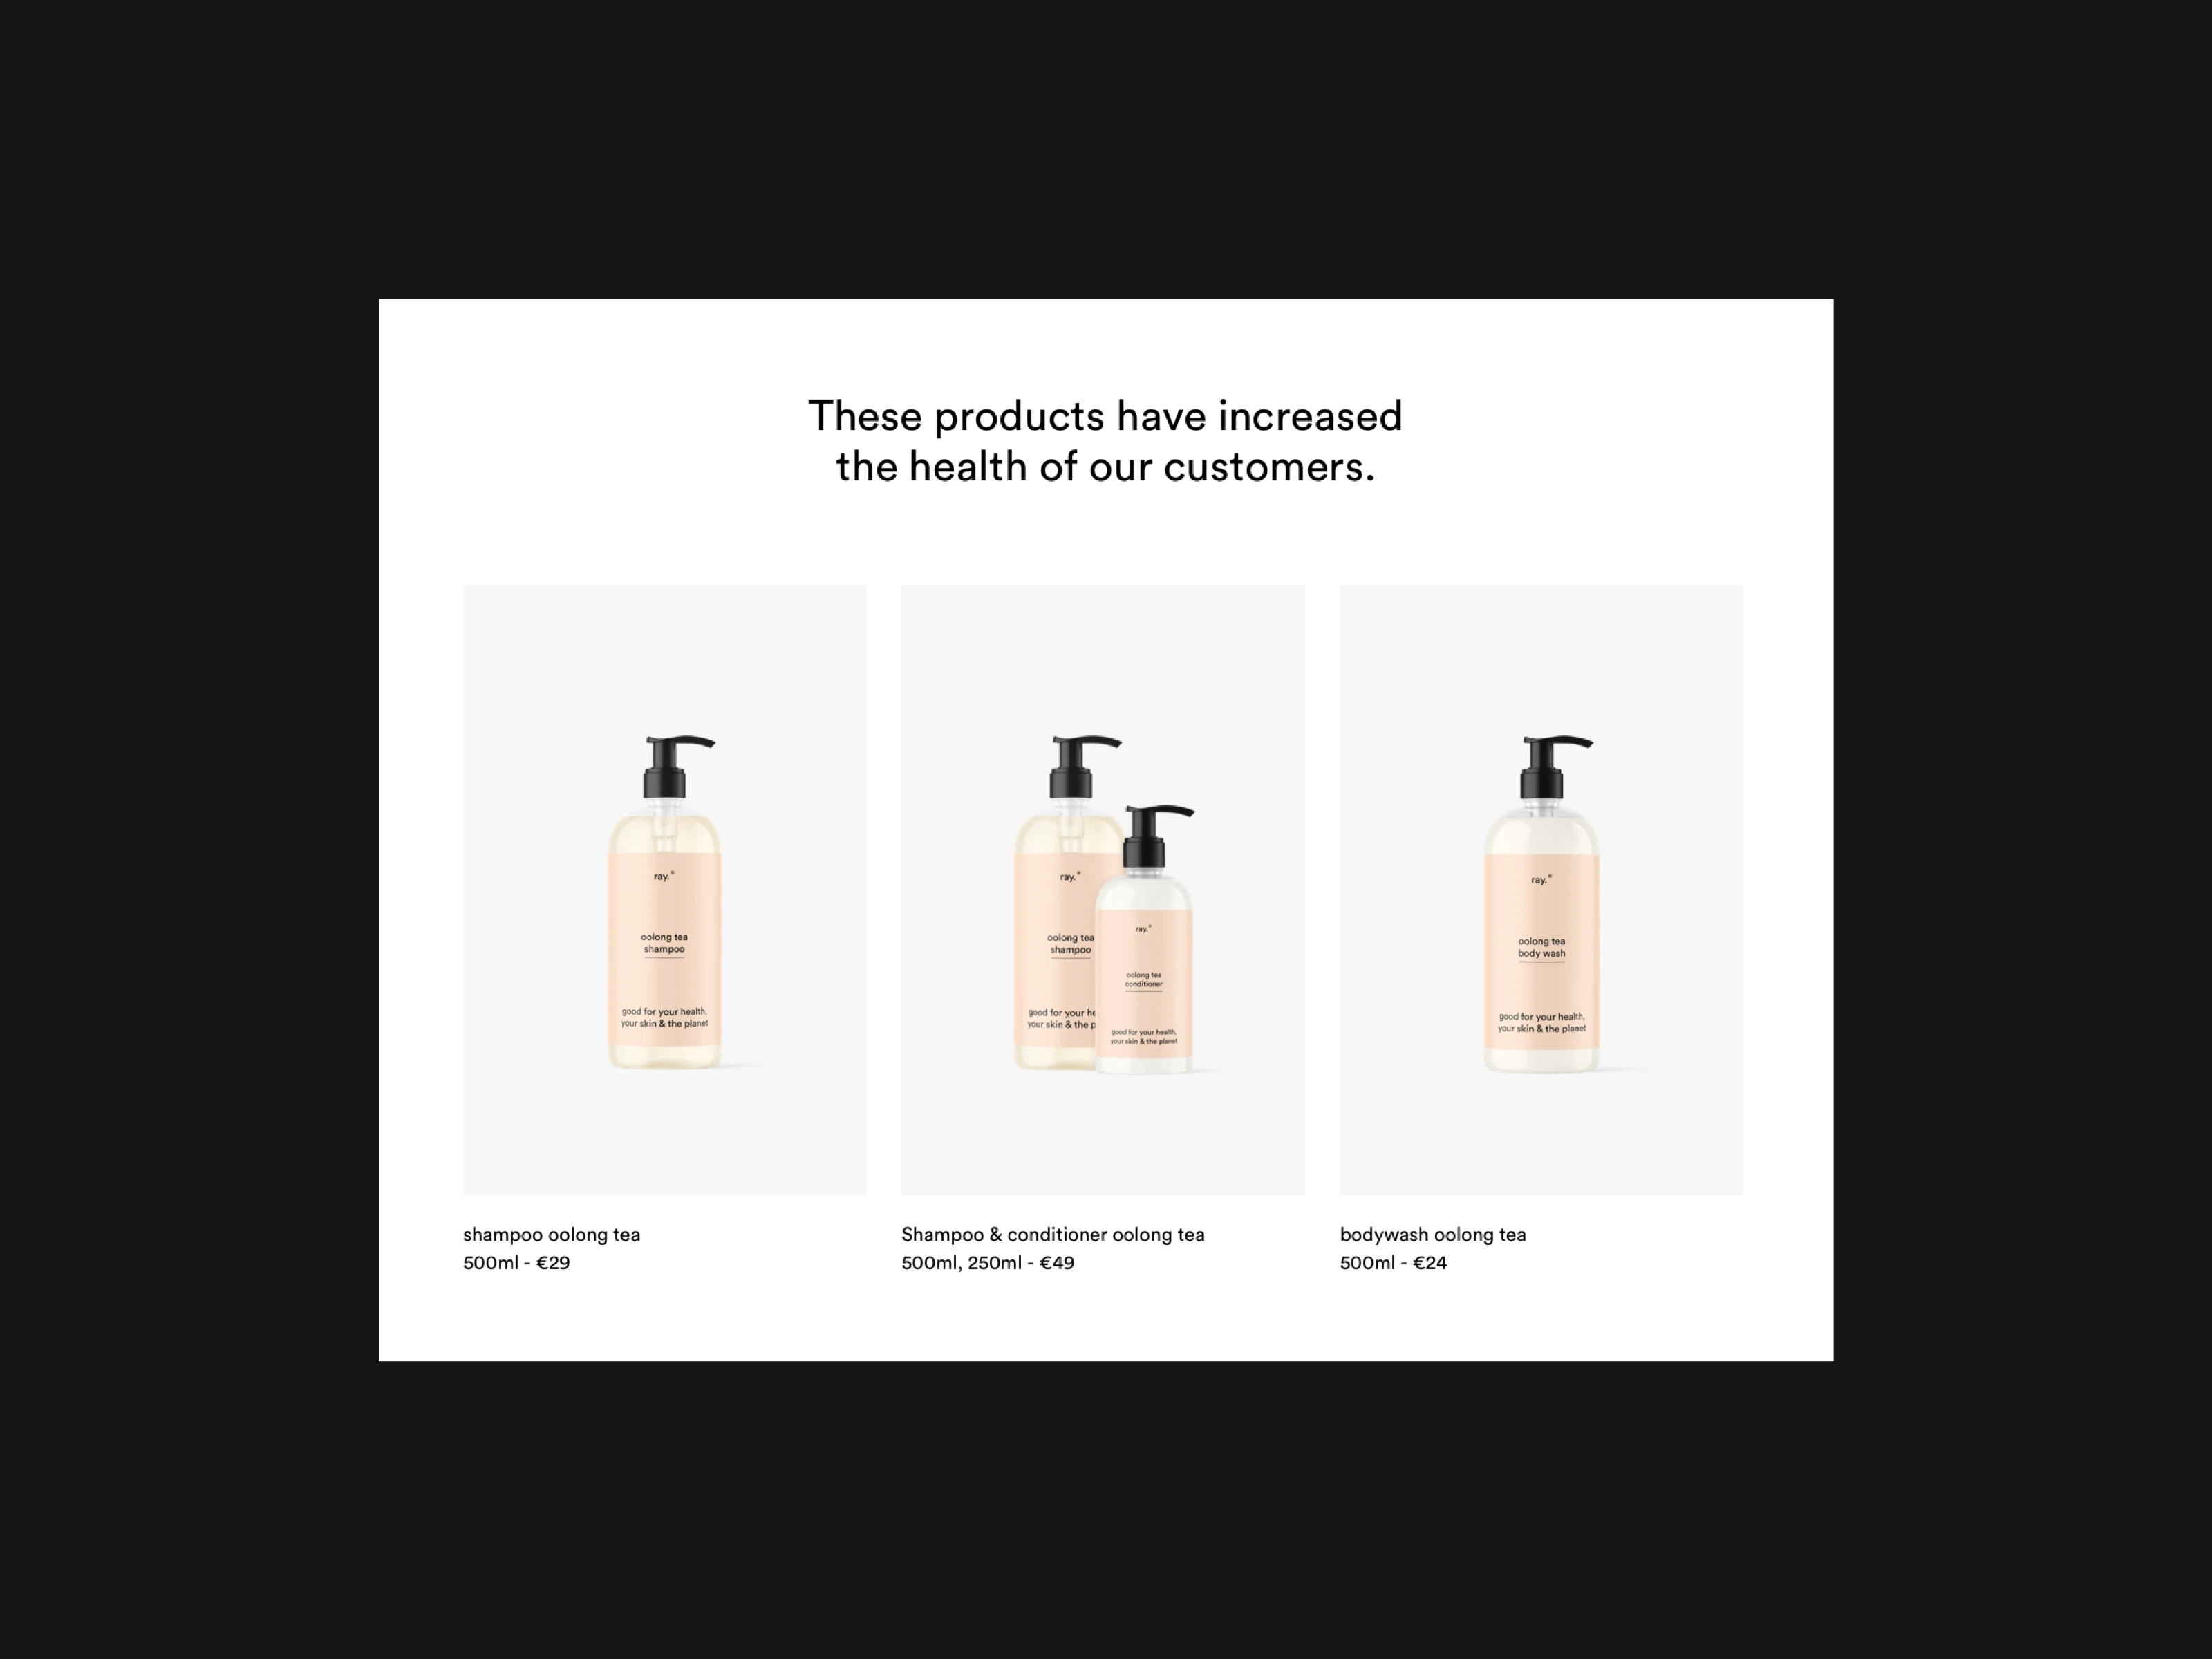 These products have increased
the health of our customers.
ray.®
oolong tea
shampoo
good for your health,
your skin & the planet
ray.®
oolong tea
shampoo
good for your he
your skin & the p
ray.®
oolong tea
conditioner
good for your health,
your skin & the planet
ray.®
oolong tea
body wash
good for your health,
your skin & the planet
shampoo oolong tea
500ml - €29
Shampoo & conditioner oolong tea
500ml, 250ml - €49
bodywash oolong tea
500ml - €24